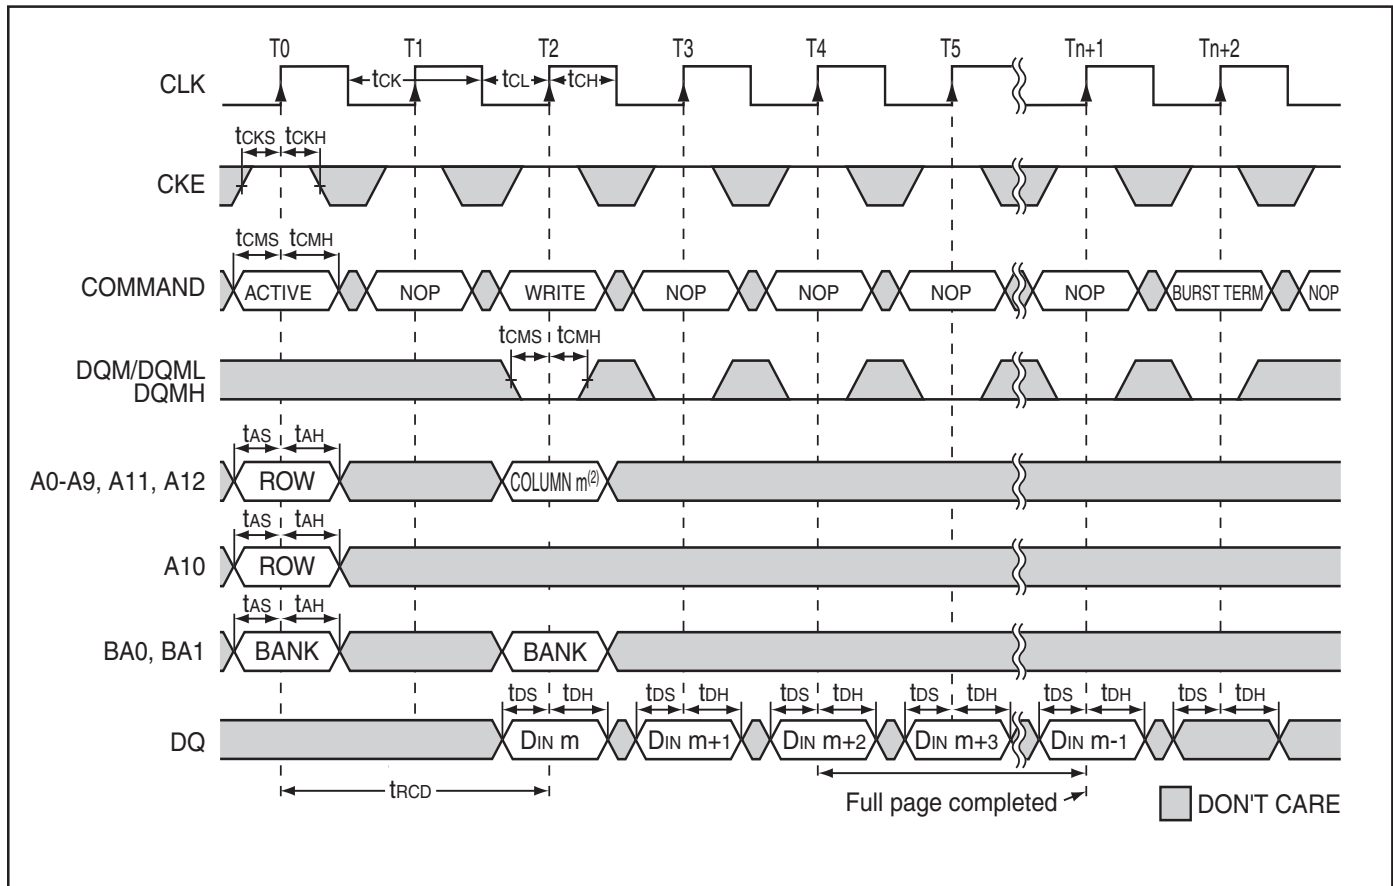 T0 T1 T2 T3 T4 T5 Tn+1 Tn+2
CLK
tCK tCL tCH
tCKS tCKH
CKE
tCMS tCMH
COMMAND
ACTIVE NOP WRITE NOP NOP NOP NOP BURST TERM NOP
tCMS tCMH
DQM/DQML
DQMH
tAS tAH
A0-A9, A11, A12 ROW COLUMN m(2)
tAS tAH
A10 ROW
tAS tAH
BA0, BA1 BANK BANK
tDS tDH tDS tDH tDS tDH tDS tDH tDS tDH tDS tDH
DQ DIN m DIN m+1 DIN m+2 DIN m+3 DIN m-1
tRCD
Full page completed
DON'T CARE